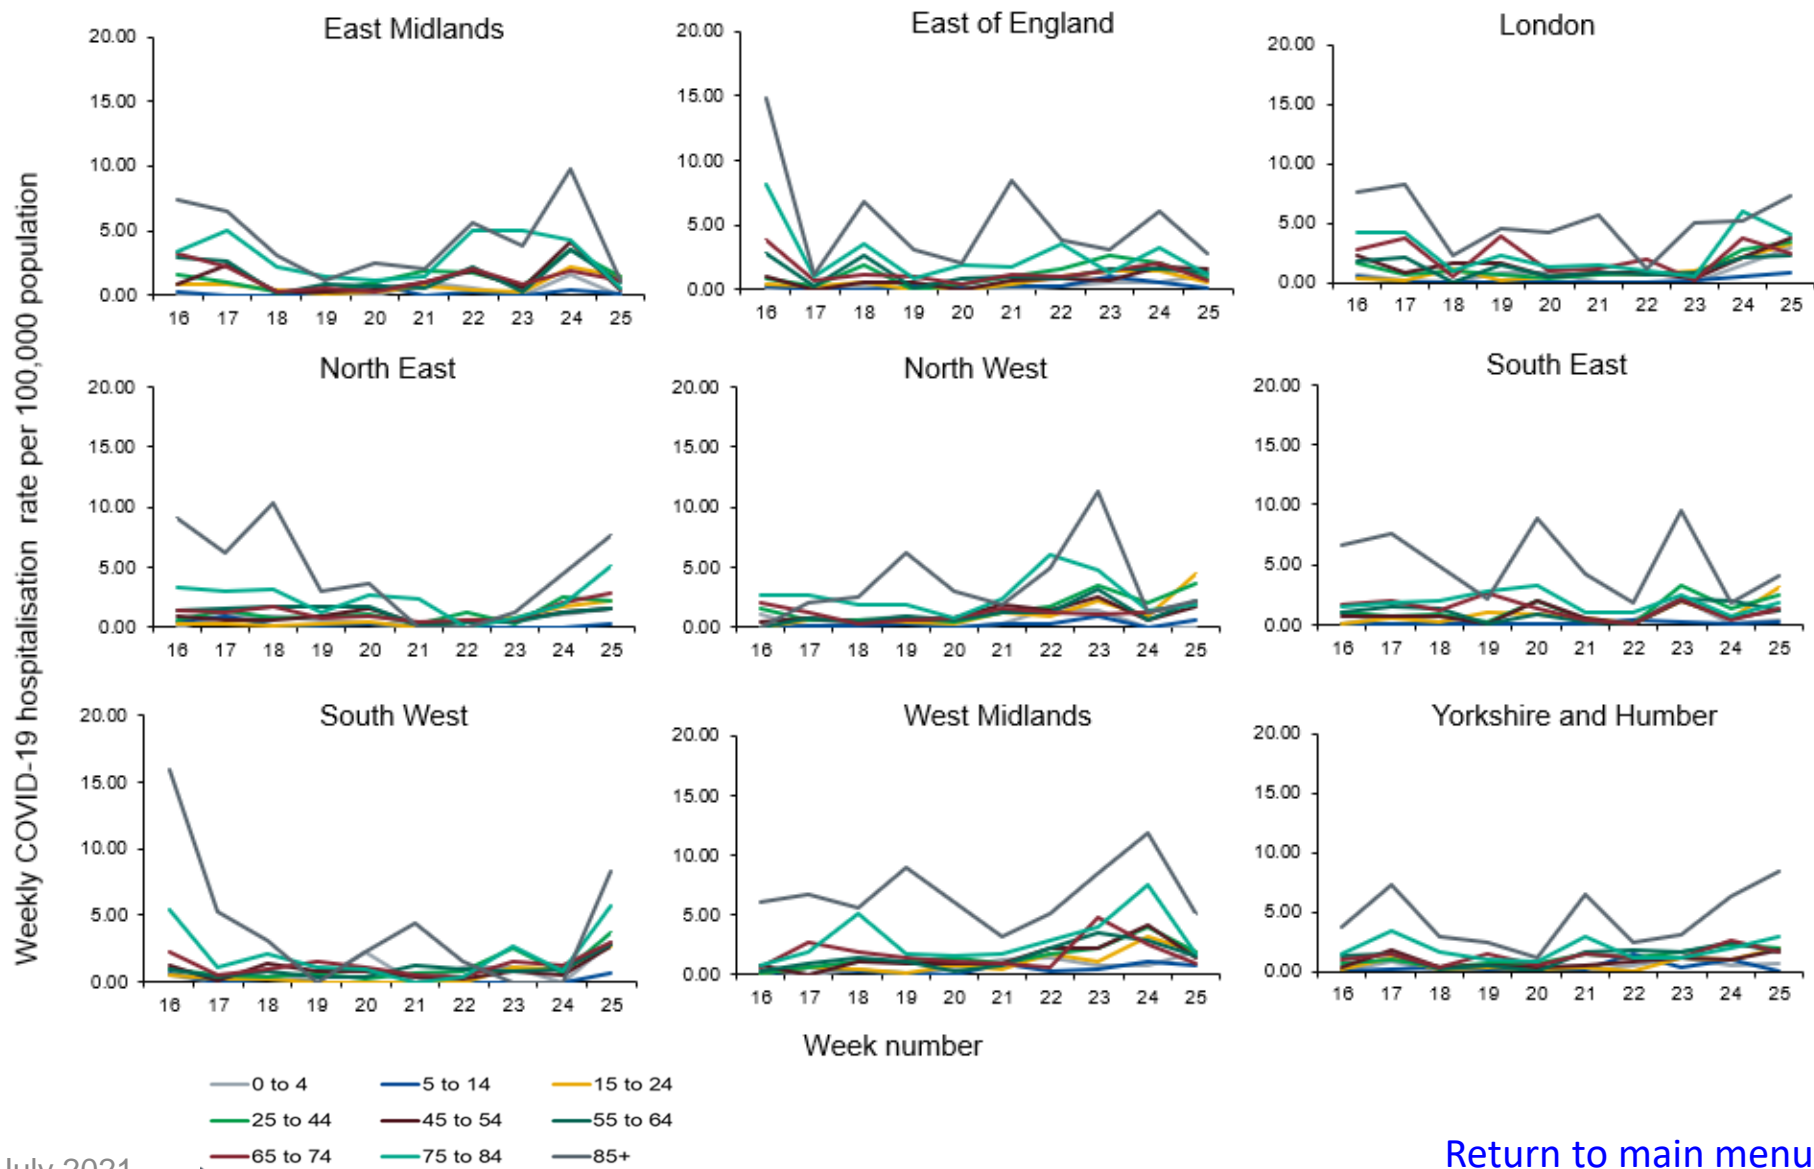 Weekly COVID-19 hospitalisation rate per 100,000 population
East Midlands
20.00
15.00
10.00
5.00
0.00
16 17 18 19 20 21 22 23 24 25
East of England
20.00
15.00
10.00
5.00
0.00
16 17 18 19 20 21 22 23 24 25
London
20.00
15.00
10.00
5.00
0.00
16 17 18 19 20 21 22 23 24 25
North East
20.00
15.00
10.00
5.00
0.00
16 17 18 19 20 21 22 23 24 25
North West
20.00
15.00
10.00
5.00
0.00
16 17 18 19 20 21 22 23 24 25
South East
20.00
15.00
10.00
5.00
0.00
16 17 18 19 20 21 22 23 24 25
South West
20.00
15.00
10.00
5.00
0.00
16 17 18 19 20 21 22 23 24 25
West Midlands
20.00
15.00
10.00
5.00
0.00
16 17 18 19 20 21 22 23 24 25
Yorkshire and Humber
20.00
15.00
10.00
5.00
0.00
16 17 18 19 20 21 22 23 24 25
Week number
0 to 4 5 to 14 15 to 24
25 to 44 45 to 54 55 to 64
65 to 74 75 to 84 85+
July 2021
Return to main menu